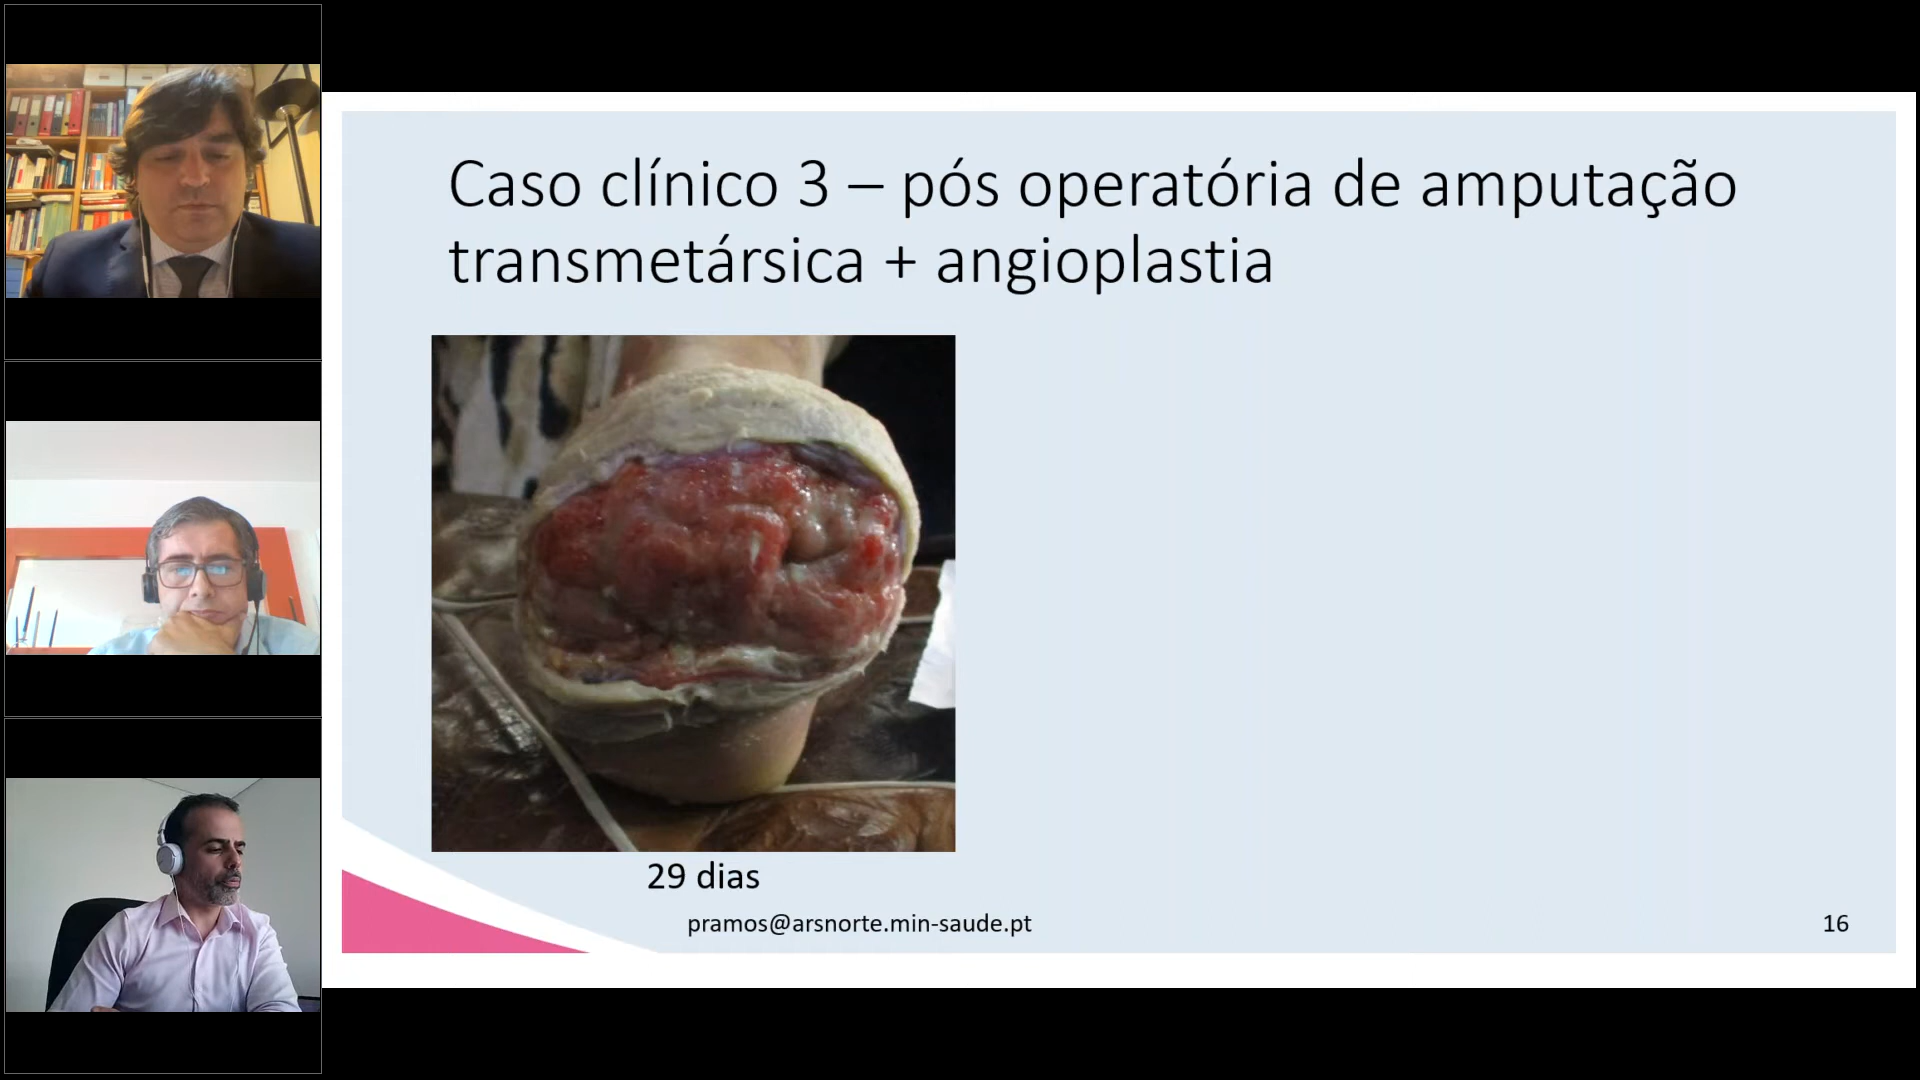 Caso clínico 3 – pós operatória de amputação
transmetársica + angioplastia
29 dias
pramos@arsnorte.min-saude.pt
16